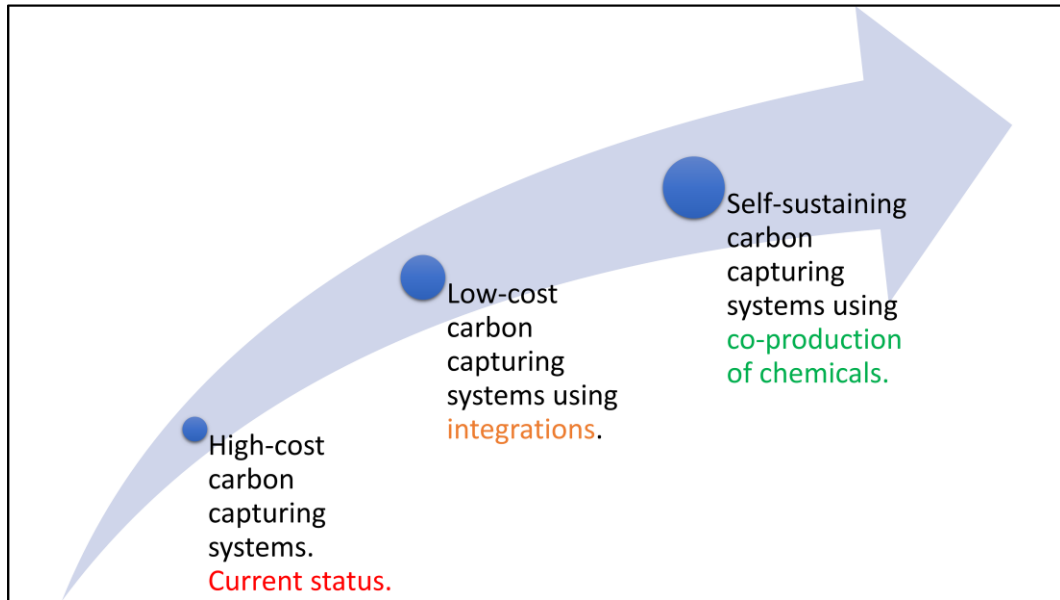 High-cost
carbon
capturing
systems.
Current status.
Low-cost
carbon
capturing
systems using
integrations.
Self-sustaining
carbon
capturing
systems using
co-production
of chemicals.